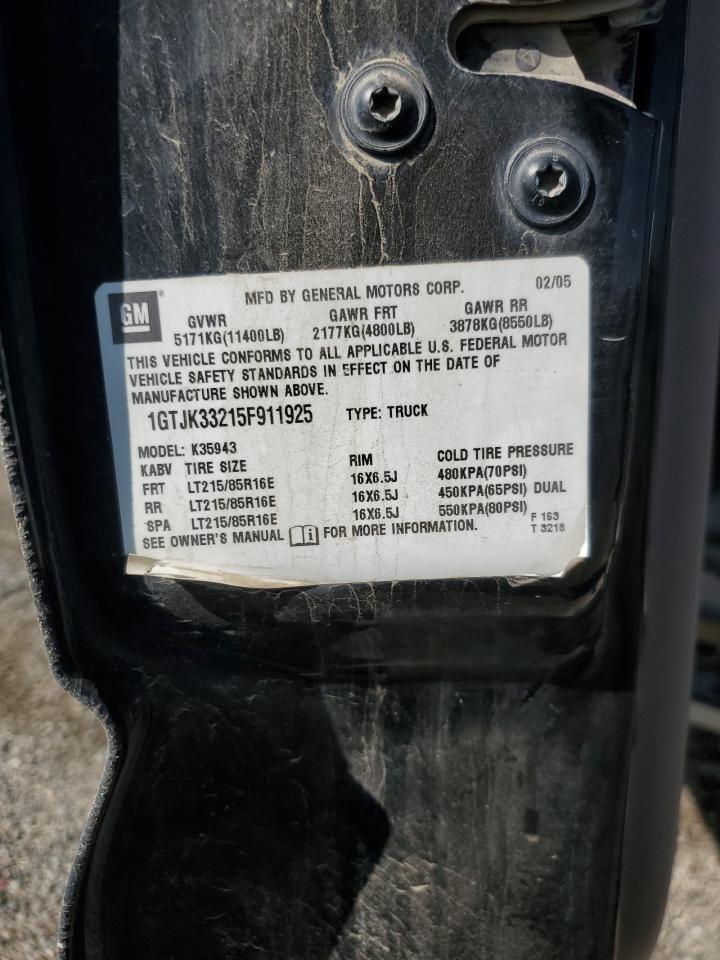 MFD BY GENERAL MOTORS CORP. 02/05
GM
GVWR GAWR FRT GAWR RR
5171KG(11400LB) 2177KG(4800LB) 3878KG(8550LB)
THIS VEHICLE CONFORMS TO ALL APPLICABLE U.S. FEDERAL MOTOR
VEHICLE SAFETY STANDARDS IN EFFECT ON THE DATE OF
MANUFACTURE SHOWN ABOVE.
1GTJK33215F911925 TYPE: TRUCK
MODEL: K35943
KABV TIRE SIZE RIM COLD TIRE PRESSURE
FRT LT215/85R16E 16X6.5J 480KPA(70PSI)
RR LT215/85R16E 16X6.5J 450KPA(65PSI) DUAL
SPA LT215/85R16E 16X6.5J 550KPA(80PSI)
SEE OWNER'S MANUAL FOR MORE INFORMATION.
F 163
T 3218